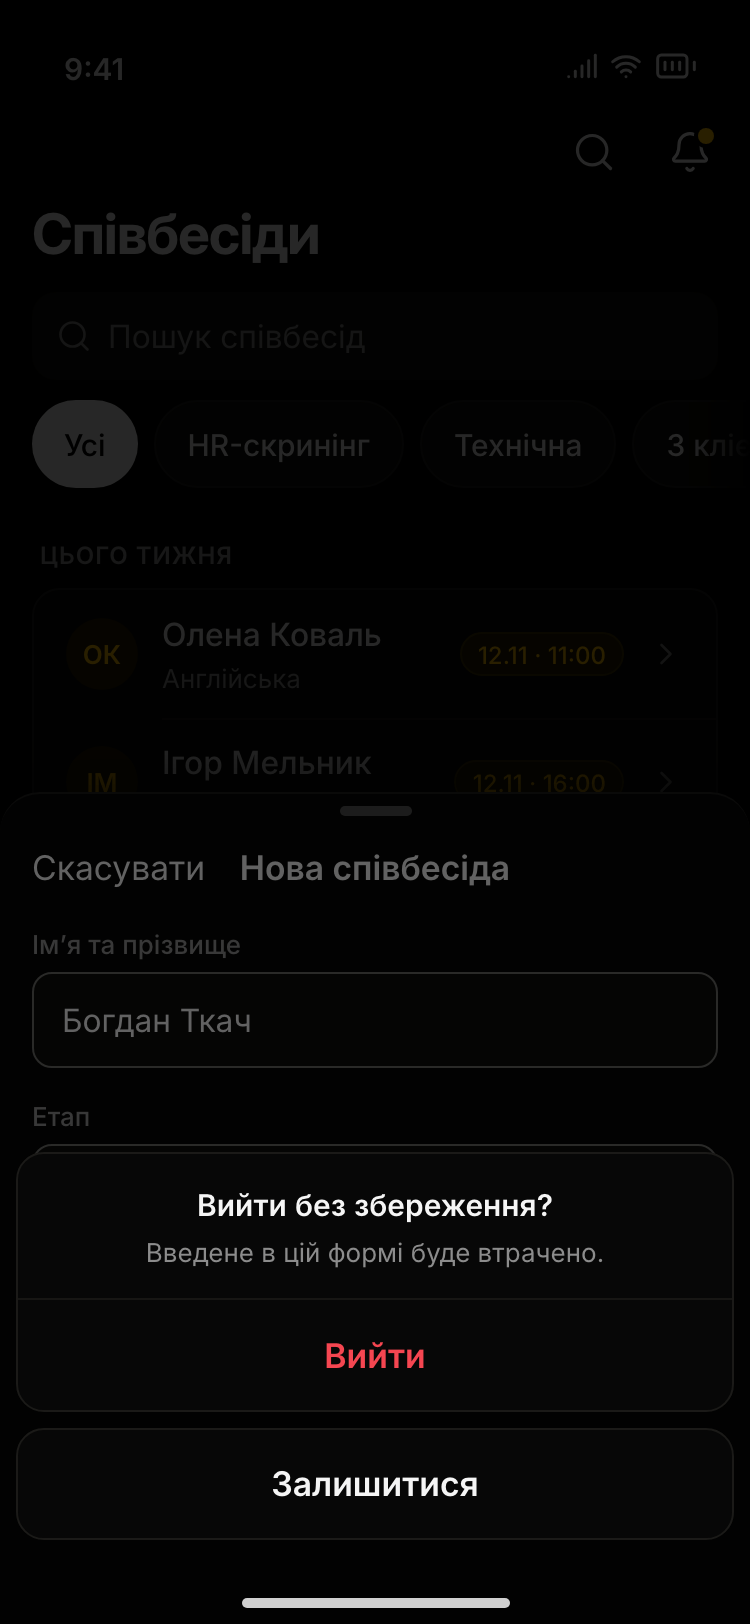 9:41
Співбесіди
Пошук співбесід
Усі HR-скринінг Технічна З
ЦЬОГО ТИЖНЯ
ОК Олена Коваль 12.11 · 11:00
Англійська
ІМ Ігор Мельник 12.11 · 16:00
Скасувати Нова співбесіда
Ім’я та прізвище
Богдан Ткач
Етап
Вийти без збереження?
Введене в цій формі буде втрачено.
Вийти
Залишитися